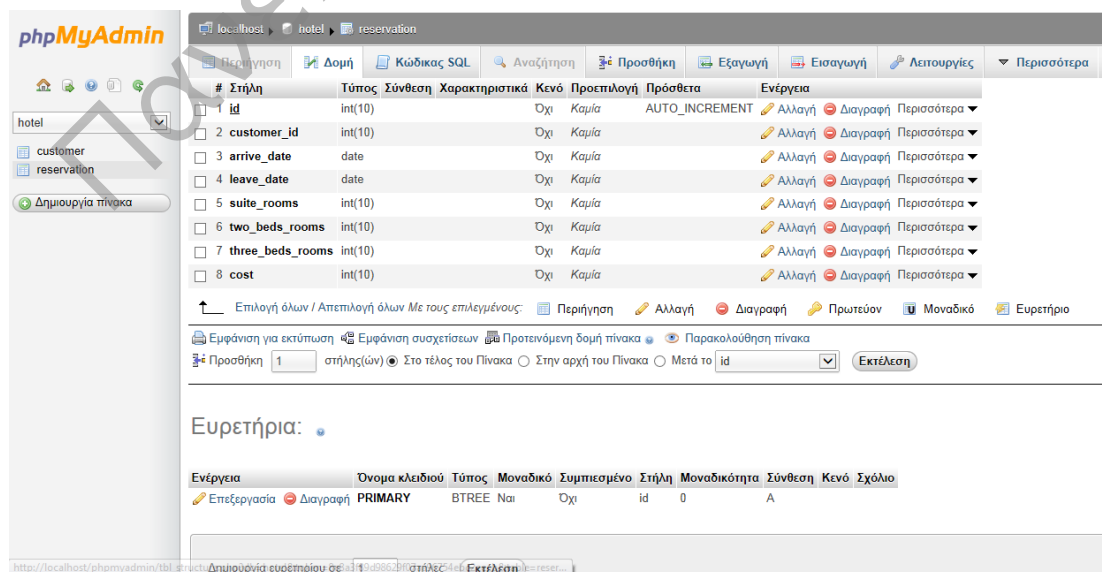 phpMyAdmin
localhost hotel reservation
Περιήγηση Δομή Κώδικας SQL Αναζήτηση Προσθήκη Εξαγωγή Εισαγωγή Λειτουργίες Περισσότερα
hotel
customer
reservation
Δημιουργία πίνακα
# Στήλη Τύπος Σύνθεση Χαρακτηριστικά Κενό Προεπιλογή Πρόσθετα Ενέργεια
1 id int(10) Όχι Καμία AUTO_INCREMENT Αλλαγή Διαγραφή Περισσότερα
2 customer_id int(10) Όχι Καμία Αλλαγή Διαγραφή Περισσότερα
3 arrive_date date Όχι Καμία Αλλαγή Διαγραφή Περισσότερα
4 leave_date date Όχι Καμία Αλλαγή Διαγραφή Περισσότερα
5 suite_rooms int(10) Όχι Καμία Αλλαγή Διαγραφή Περισσότερα
6 two_beds_rooms int(10) Όχι Καμία Αλλαγή Διαγραφή Περισσότερα
7 three_beds_rooms int(10) Όχι Καμία Αλλαγή Διαγραφή Περισσότερα
8 cost int(10) Όχι Καμία Αλλαγή Διαγραφή Περισσότερα
Επιλογή όλων / Απεπιλογή όλων Με τους επιλεγμένους: Περιήγηση Αλλαγή Διαγραφή Πρωτεύον Μοναδικό Ευρετήριο
Εμφάνιση για εκτύπωση Εμφάνιση συσχετίσεων Προτεινόμενη δομή πίνακα Παρακολούθηση πίνακα
Προσθήκη 1 στήλης(ών) Στο τέλος του Πίνακα Στην αρχή του Πίνακα Μετά το id Εκτέλεση
Ευρετήρια:
Ενέργεια Όνομα κλειδιού Τύπος Μοναδικό Συμπιεσμένο Στήλη Μοναδικότητα Σύνθεση Κενό Σχόλιο
Επεξεργασία Διαγραφή PRIMARY BTREE Ναι Όχι id 0 A
Δημιουργία ευρετηρίου σε 1 στήλες Εκτέλεση